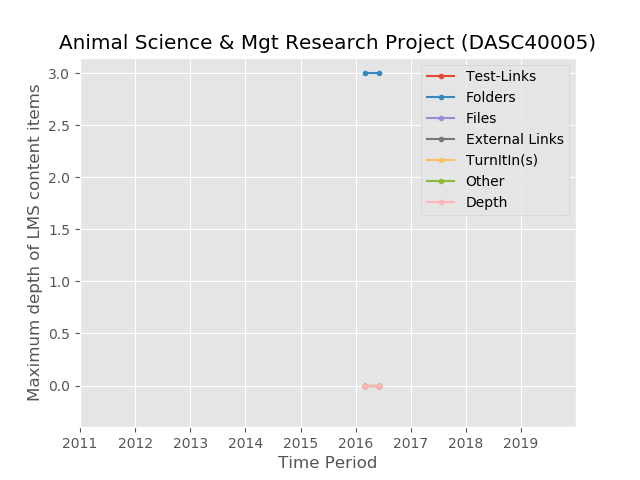 Animal Science & Mgt Research Project (DASC40005)
Maximum depth of LMS content items
3.0
2.5
2.0
1.5
1.0
0.5
0.0
Test-Links
Folders
Files
External Links
TurnItIn(s)
Other
Depth
2011 2012 2013 2014 2015 2016 2017 2018 2019
Time Period